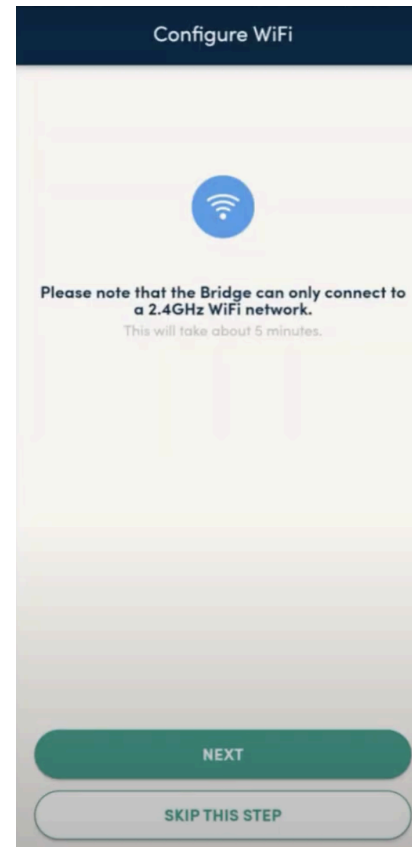 Configure WiFi
Please note that the Bridge can only connect to
a 2.4GHz WiFi network.
This will take about 5 minutes.
NEXT
SKIP THIS STEP